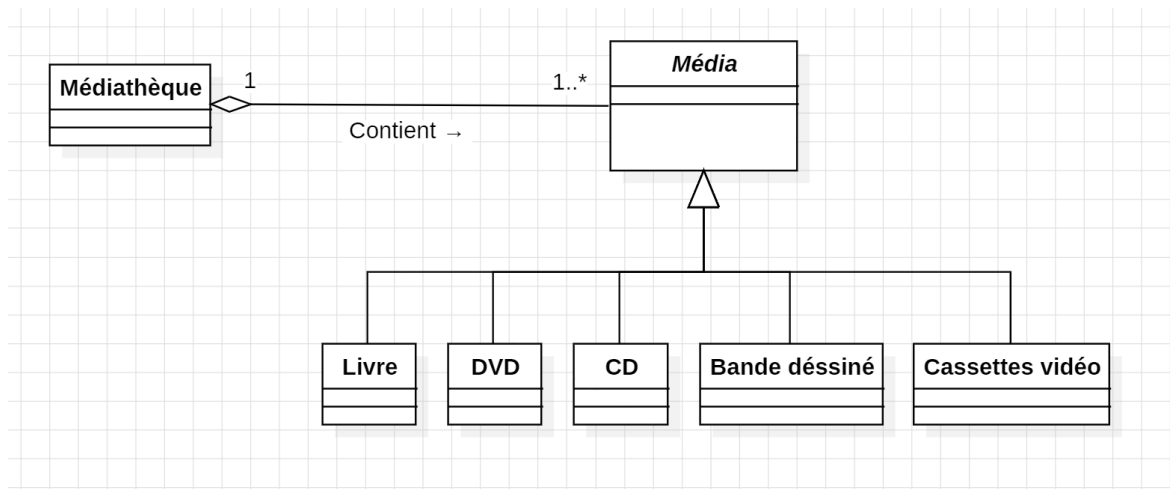 Médiathèque
1
1..*
Média
Contient →
Livre
DVD
CD
Bande déssiné
Cassettes vidéo